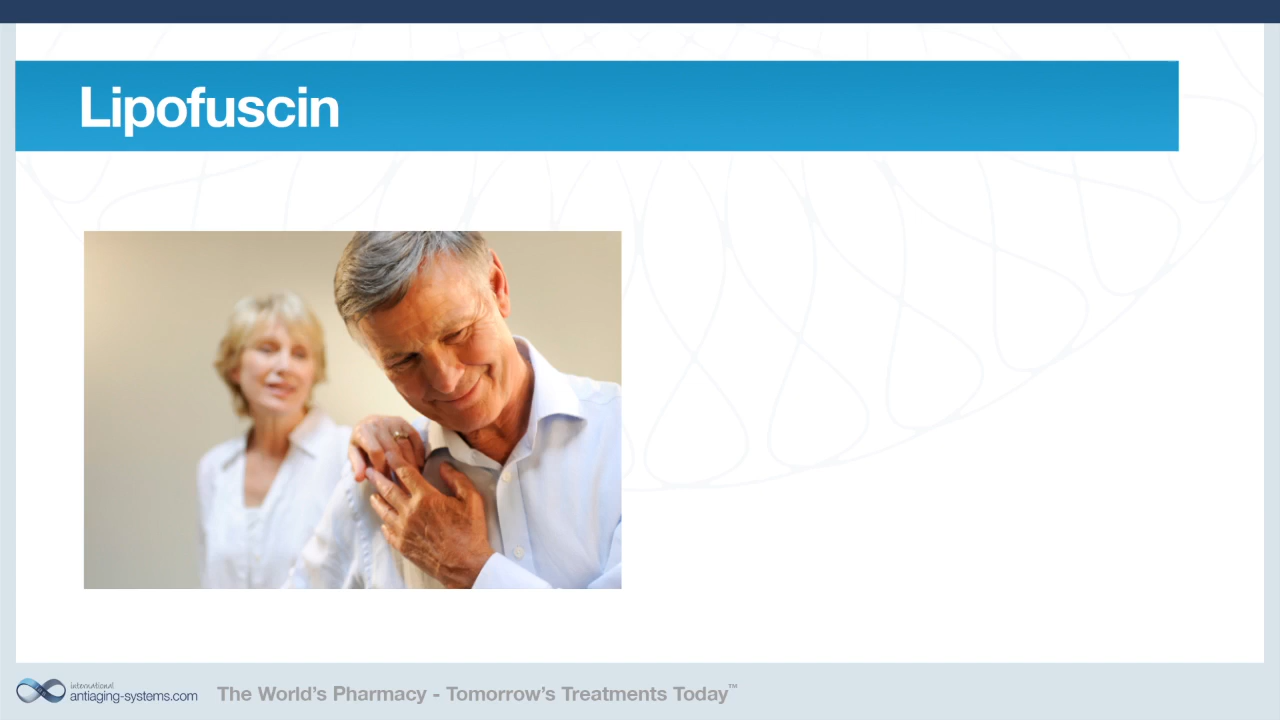 Lipofuscin
international
antiaging-systems.com
The World's Pharmacy - Tomorrow's Treatments Today™